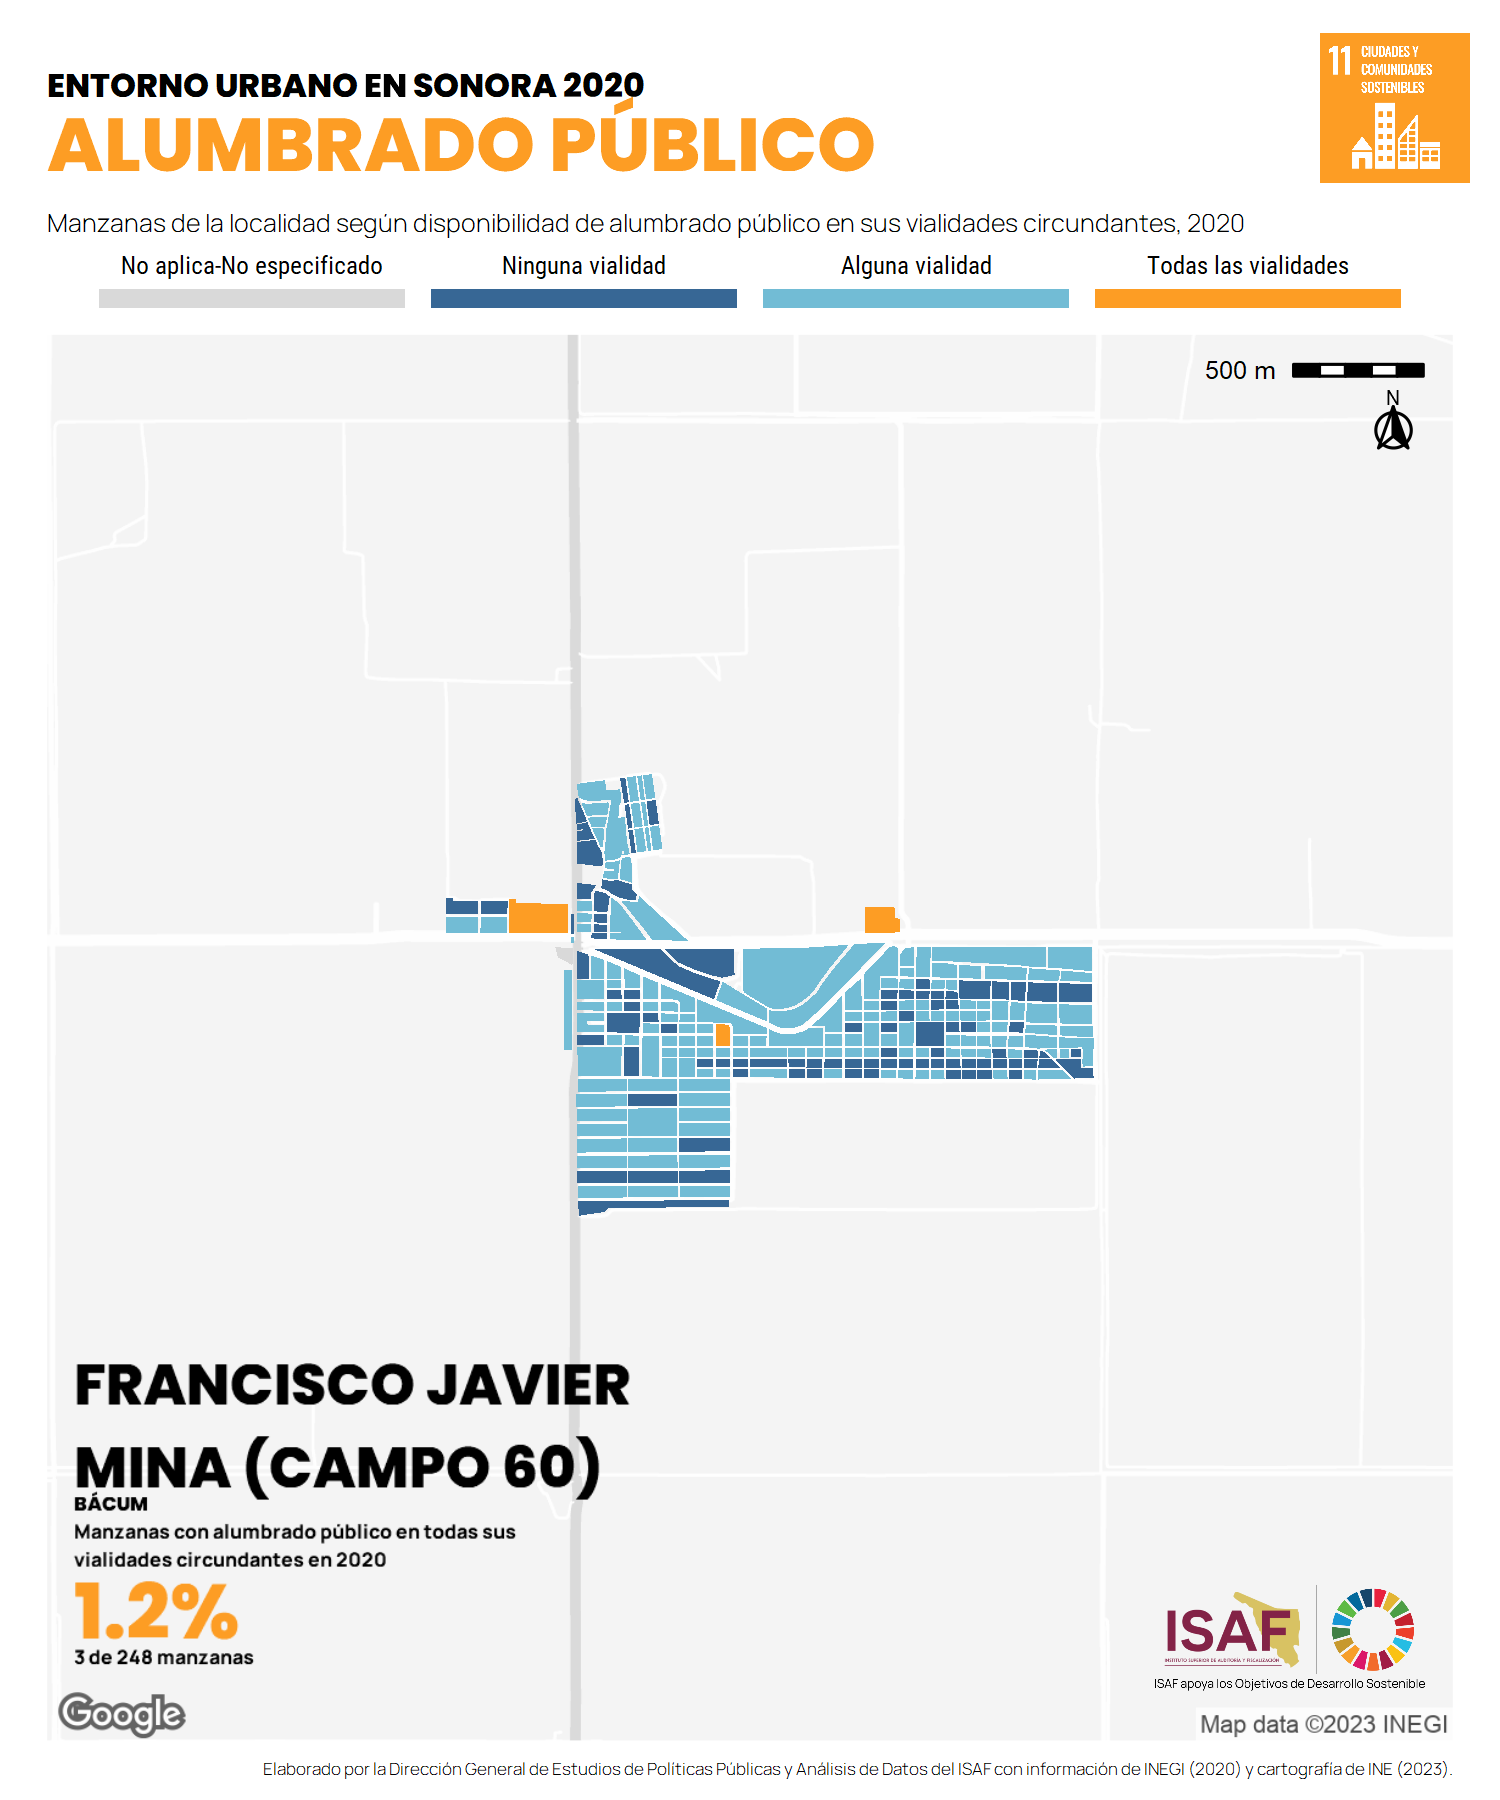 11 CIUDADES Y
COMUNIDADES
SOSTENIBLES
ENTORNO URBANO EN SONORA 2020
ALUMBRADO PÚBLICO
Manzanas de la localidad según disponibilidad de alumbrado público en sus vialidades circundantes, 2020
No aplica-No especificado
Ninguna vialidad
Alguna vialidad
Todas las vialidades
500 m
N
FRANCISCO JAVIER
MINA (CAMPO 60)
BÁCUM
Manzanas con alumbrado público en todas sus
vialidades circundantes en 2020
1.2%
3 de 248 manzanas
ISAF
INSTITUTO SUPERIOR DE AUDITORÍA Y FISCALIZACIÓN
ISAF apoya los Objetivos de Desarrollo Sostenible
Google
Map data ©2023 INEGI
Elaborado por la Dirección General de Estudios de Políticas Públicas y Análisis de Datos del ISAF con información de INEGI (2020) y cartografía de INE (2023).